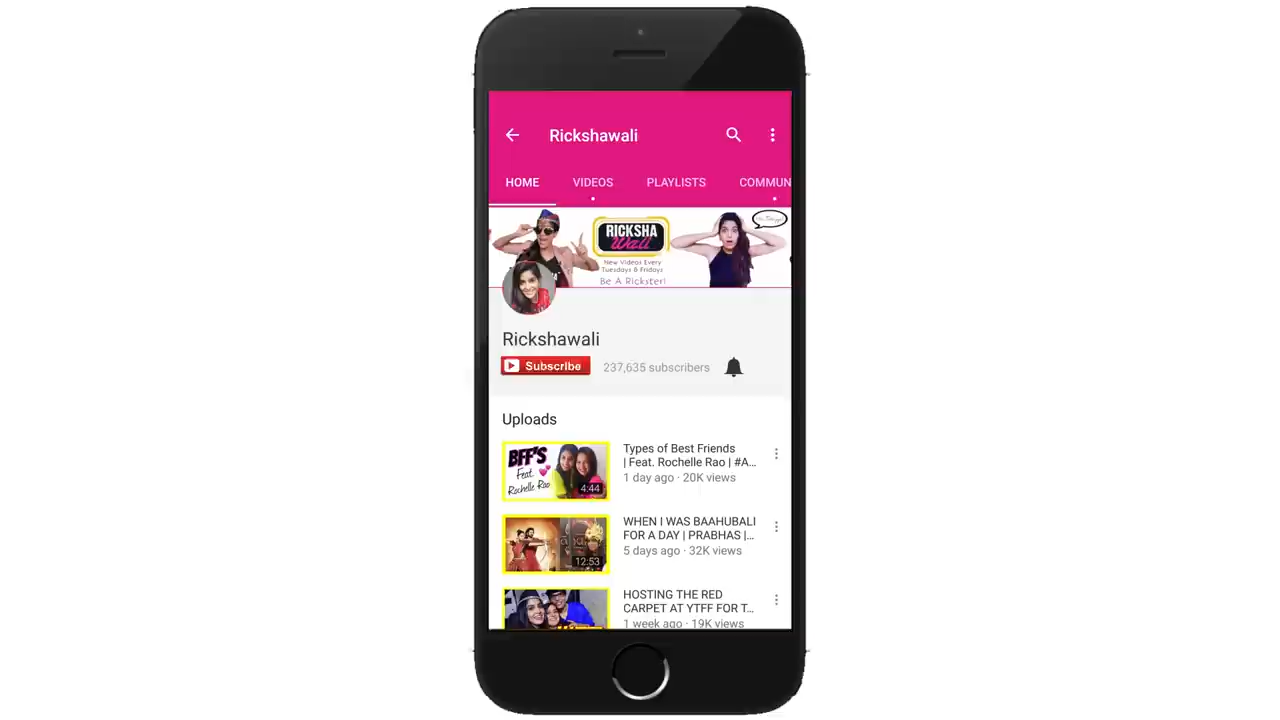 Rickshawali
HOME VIDEOS PLAYLISTS COMMUN
RICKSHA
Wali
New Videos Every
Tuesdays & Fridays
Be A Rickster!
Rickshawali
Subscribe 237,635 subscribers
Uploads
BFF'S
Feat.
Rochelle Rao
4:44
Types of Best Friends
| Feat. Rochelle Rao | #A...
1 day ago · 20K views
12:53
WHEN I WAS BAAHUBALI
FOR A DAY | PRABHAS |...
5 days ago · 32K views
HOSTING THE RED
CARPET AT YTFF FOR T...
1 week ago · 19K views